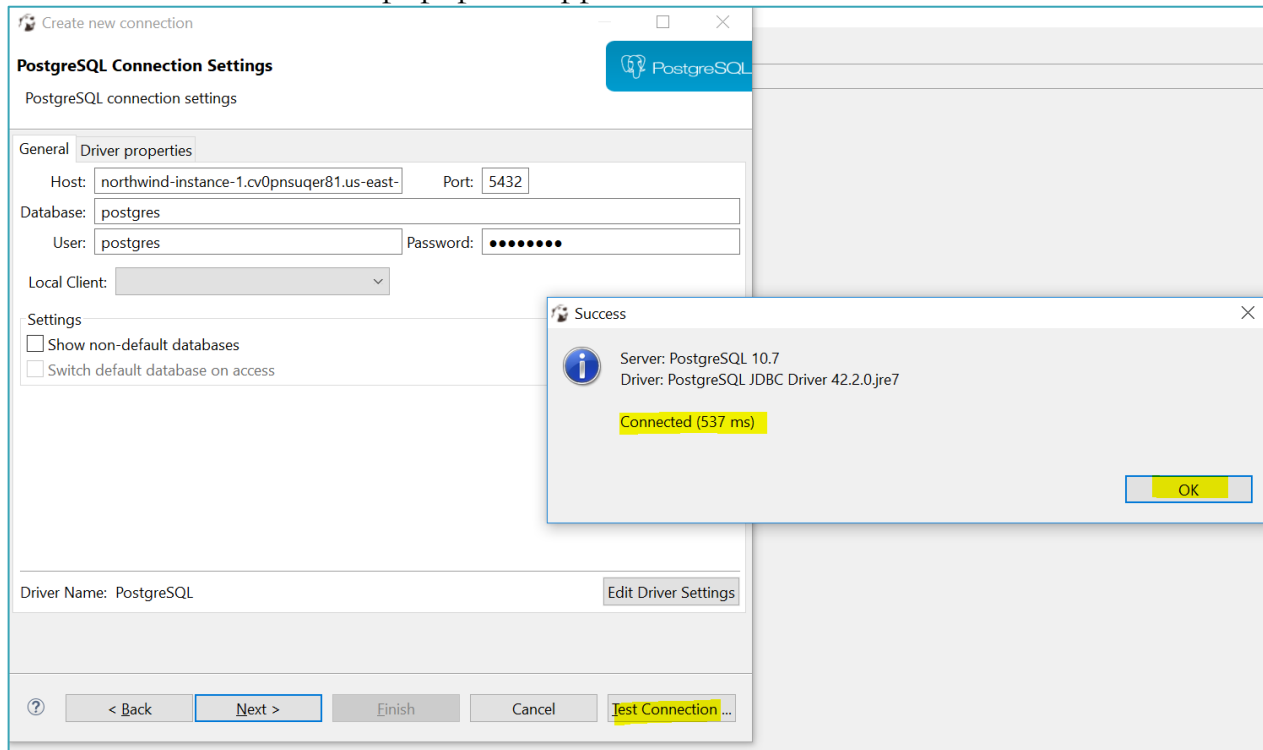 Create new connection
PostgreSQL Connection Settings
PostgreSQL
PostgreSQL connection settings
General Driver properties
Host: northwind-instance-1.cv0pnsuqer81.us-east- Port: 5432
Database: postgres
User: postgres Password: ●●●●●●●●
Local Client:
Settings
Show non-default databases
Switch default database on access
Success
Server: PostgreSQL 10.7
Driver: PostgreSQL JDBC Driver 42.2.0.jre7
Connected (537 ms)
OK
Driver Name: PostgreSQL Edit Driver Settings
? < Back Next > Finish Cancel Test Connection ...